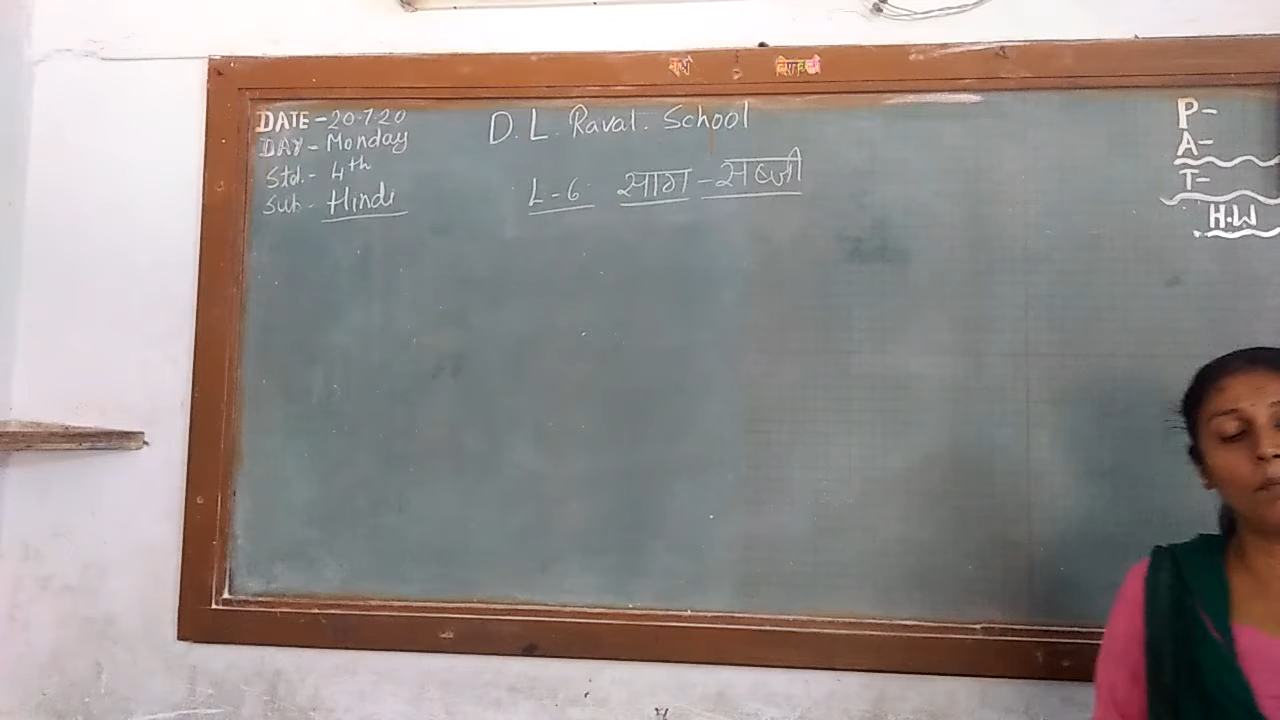 DATE - 20.7.20
DAY - Monday
Std. - 4th
Sub - Hindi
D. L. Raval. School
L-6 साग-सब्जी
P-
A-
T-
H.W